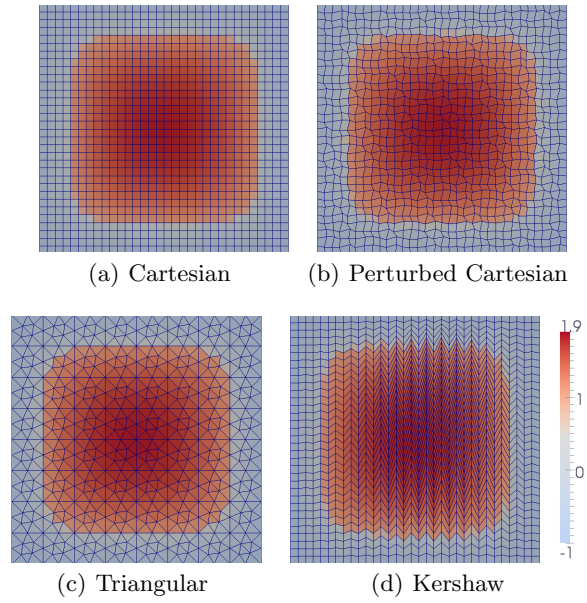 (a) Cartesian
(b) Perturbed Cartesian
1.9
1
0
-1
(c) Triangular
(d) Kershaw